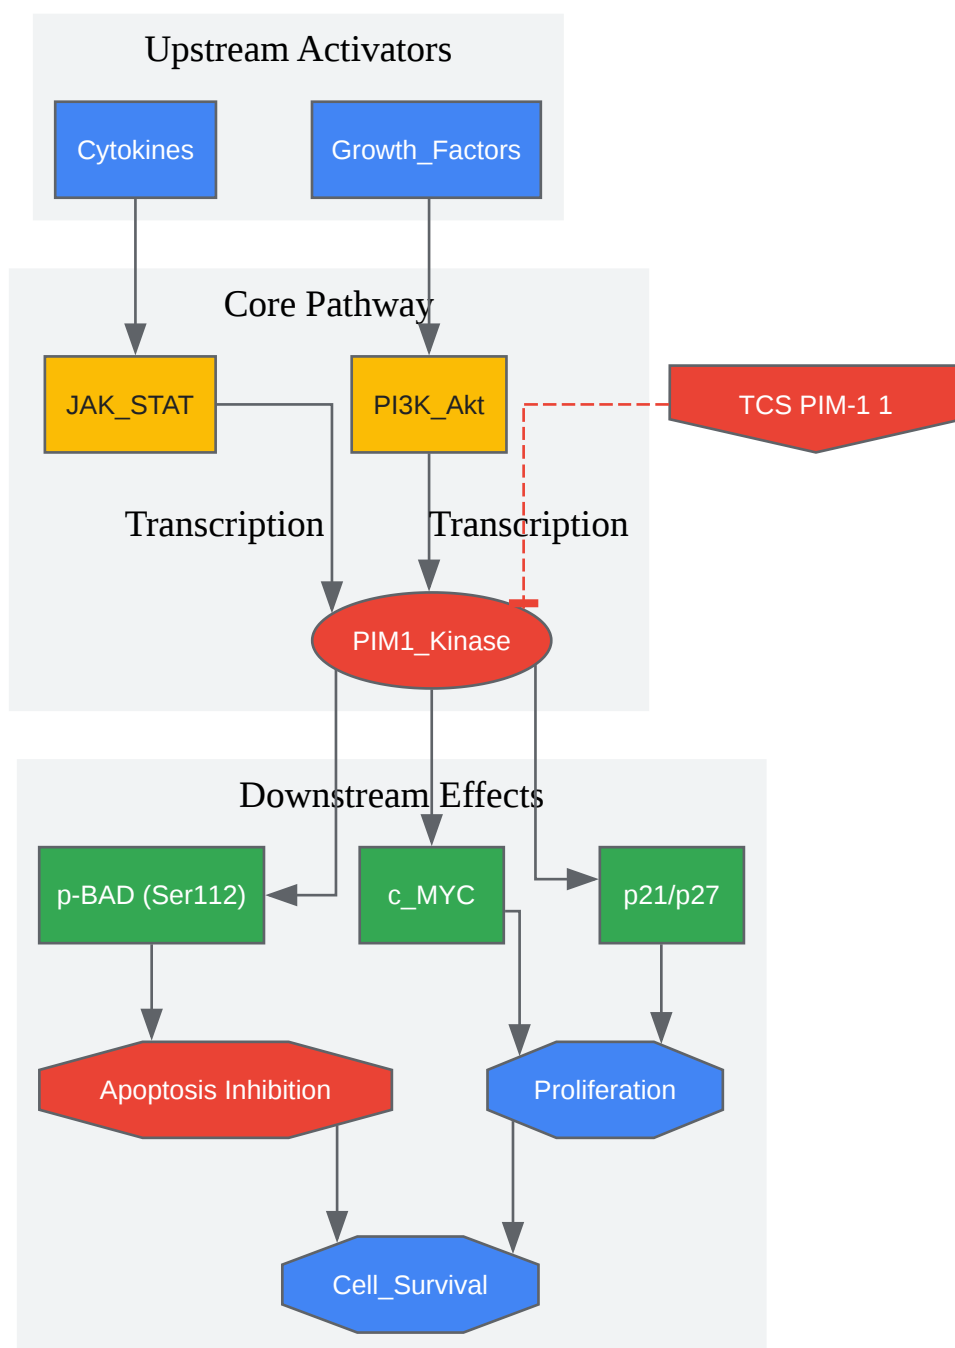 Upstream Activators
Cytokines
Growth_Factors
Core Pathway
JAK_STAT
PI3K_Akt
TCS PIM-1 1
Transcription
Transcription
PIM1_Kinase
Downstream Effects
p-BAD (Ser112)
c_MYC
p21/p27
Apoptosis Inhibition
Proliferation
Cell_Survival